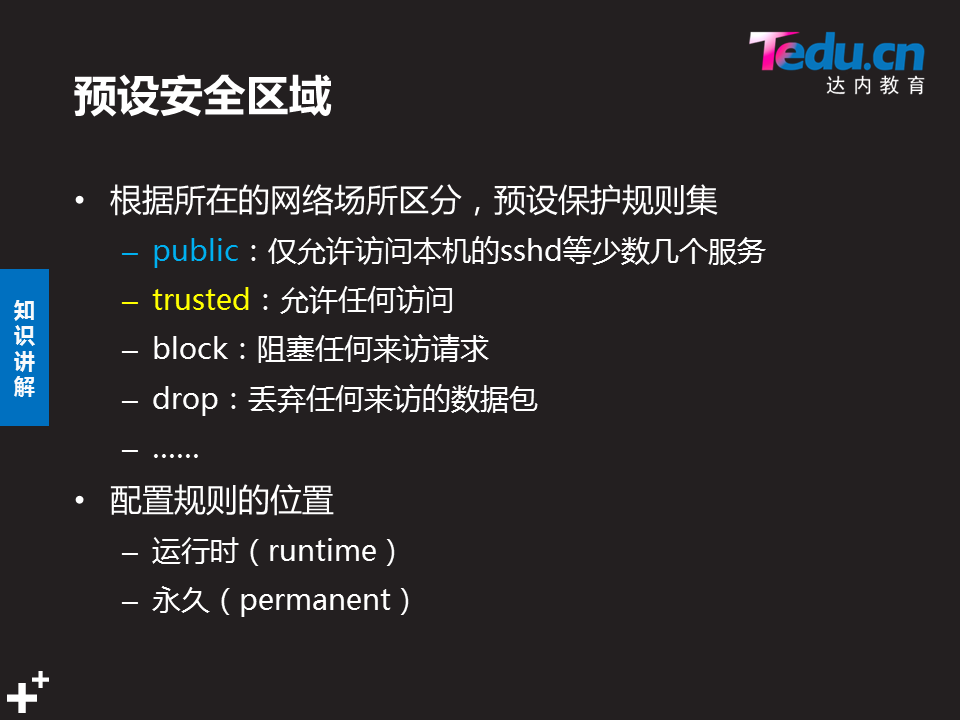 Tedu.cn
达内教育
预设安全区域
• 根据所在的网络场所区分，预设保护规则集
– public：仅允许访问本机的sshd等少数几个服务
– trusted：允许任何访问
– block：阻塞任何来访请求
– drop：丢弃任何来访的数据包
– ……
• 配置规则的位置
– 运行时（runtime）
– 永久（permanent）
知识讲解